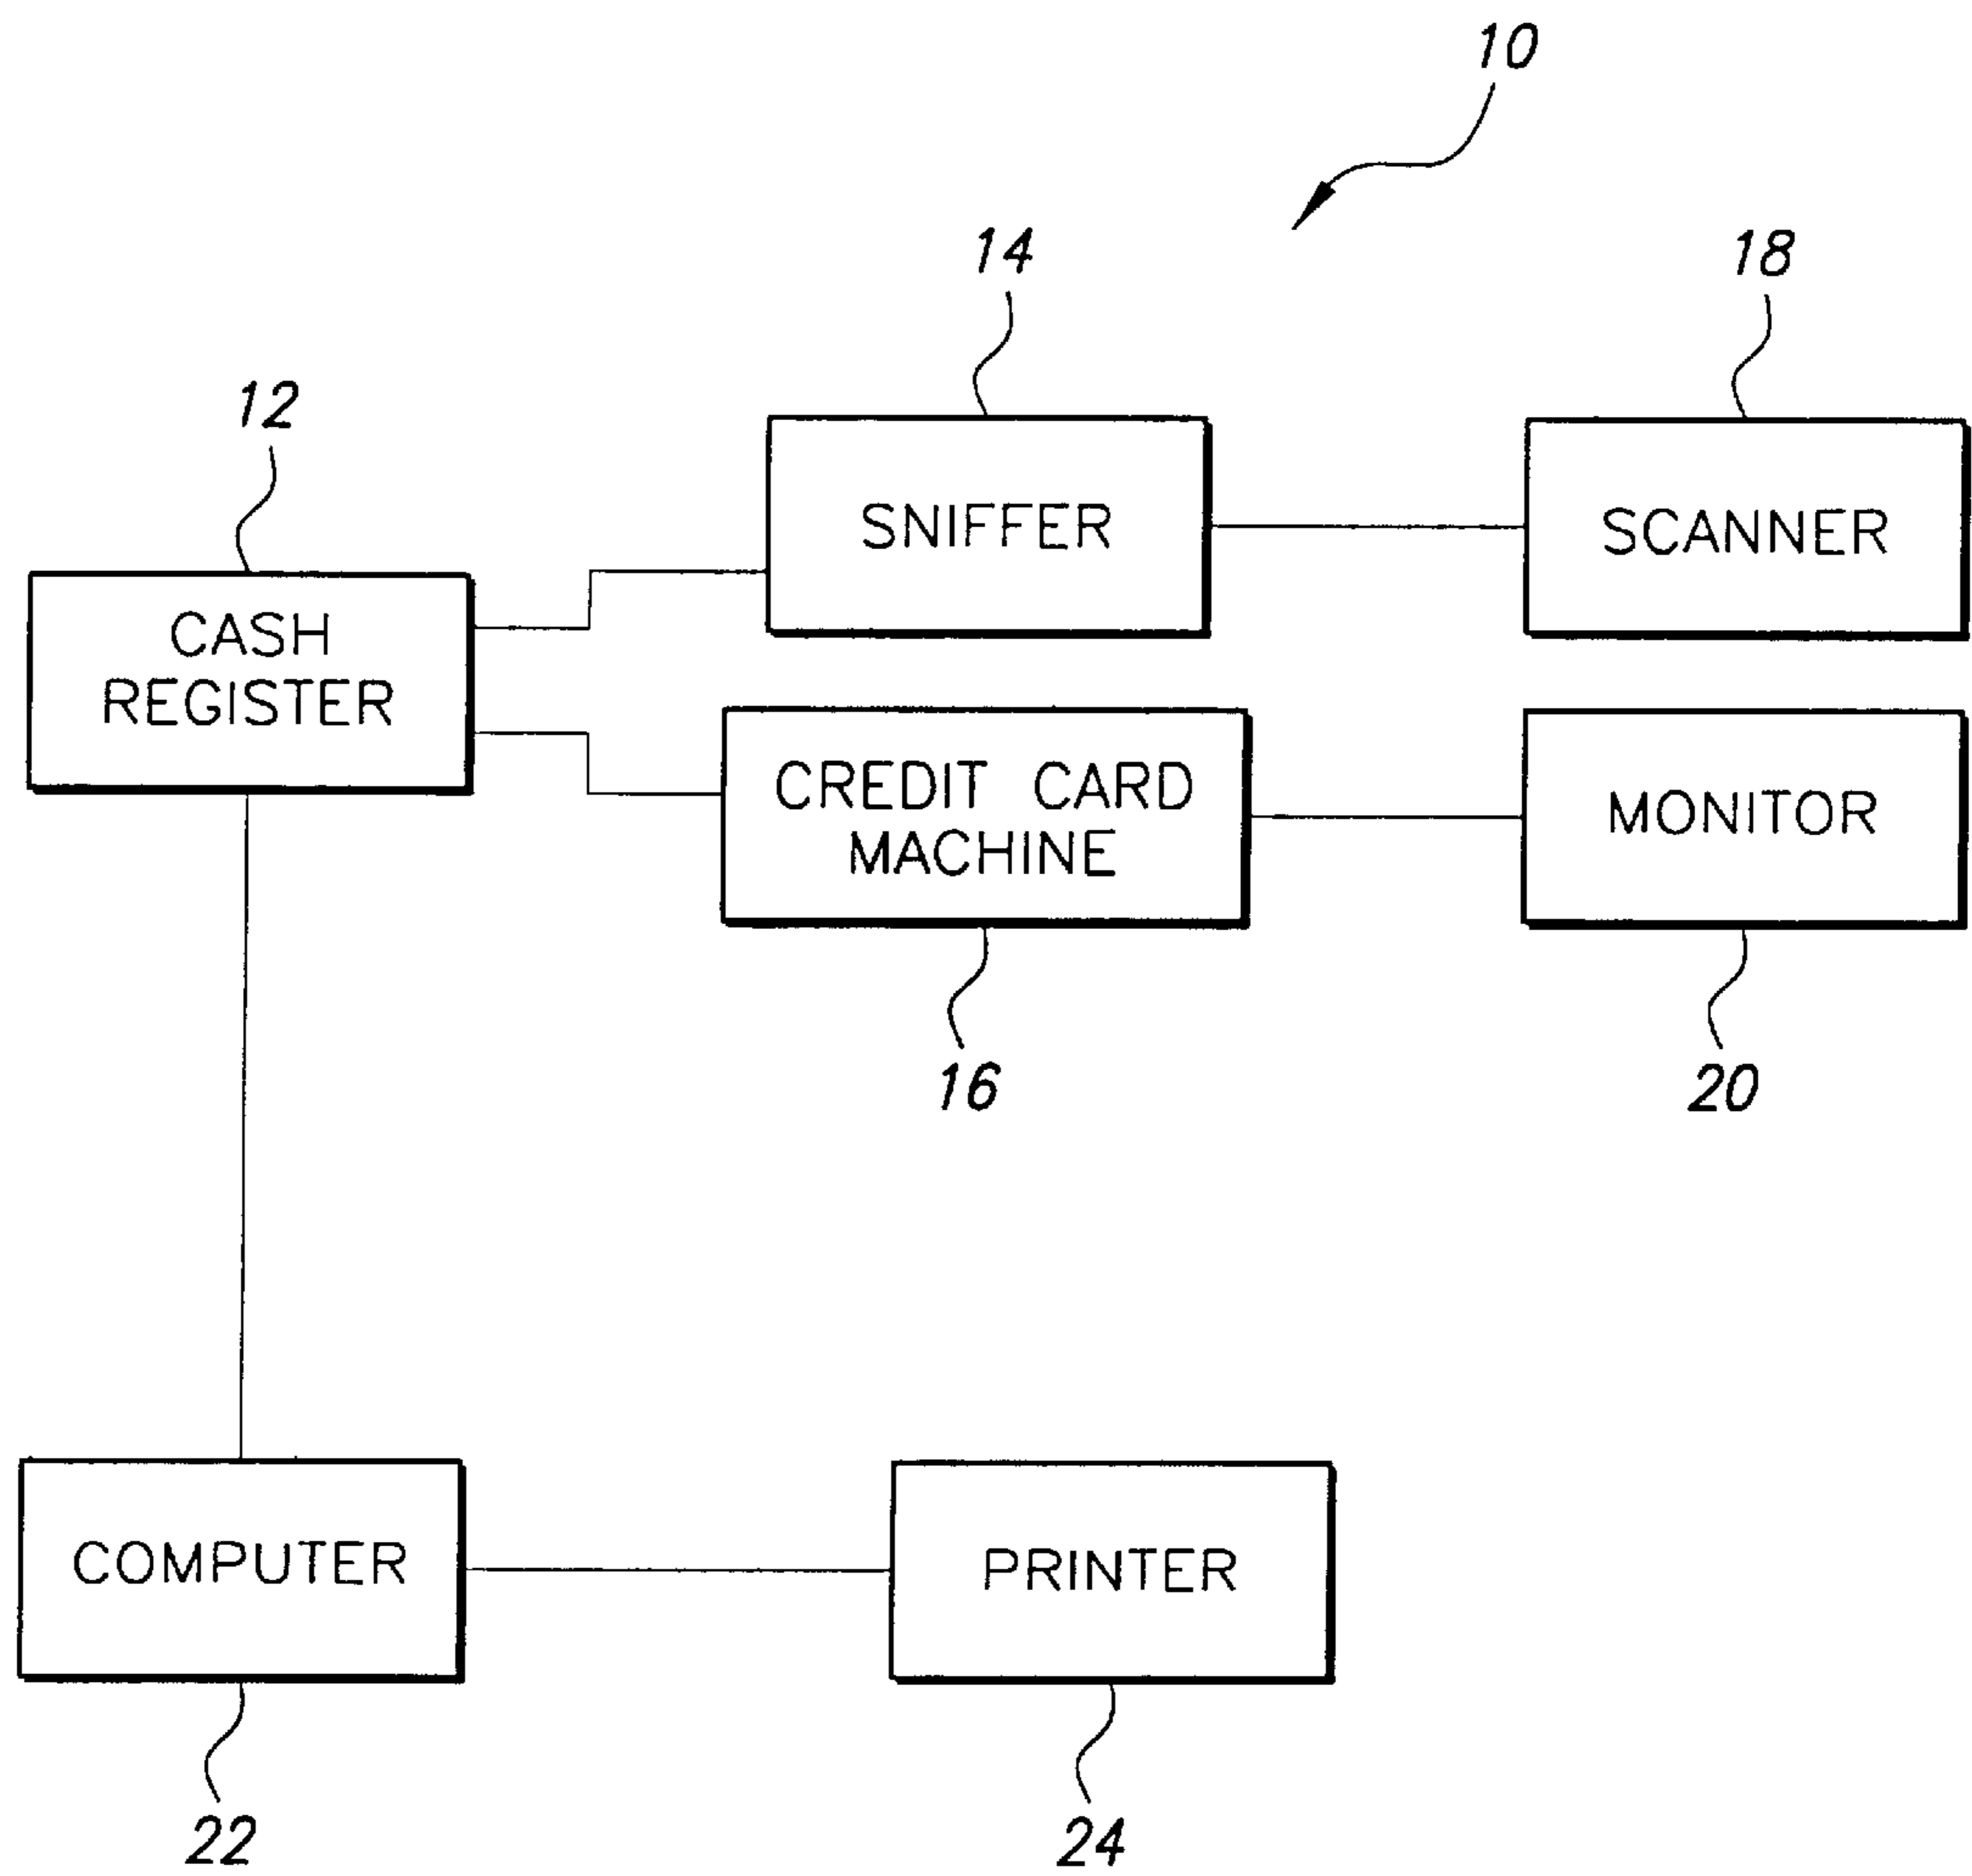 10
14
18
12
SNIFFER
SCANNER
CASH
REGISTER
CREDIT CARD
MACHINE
MONITOR
16
20
COMPUTER
PRINTER
22
24